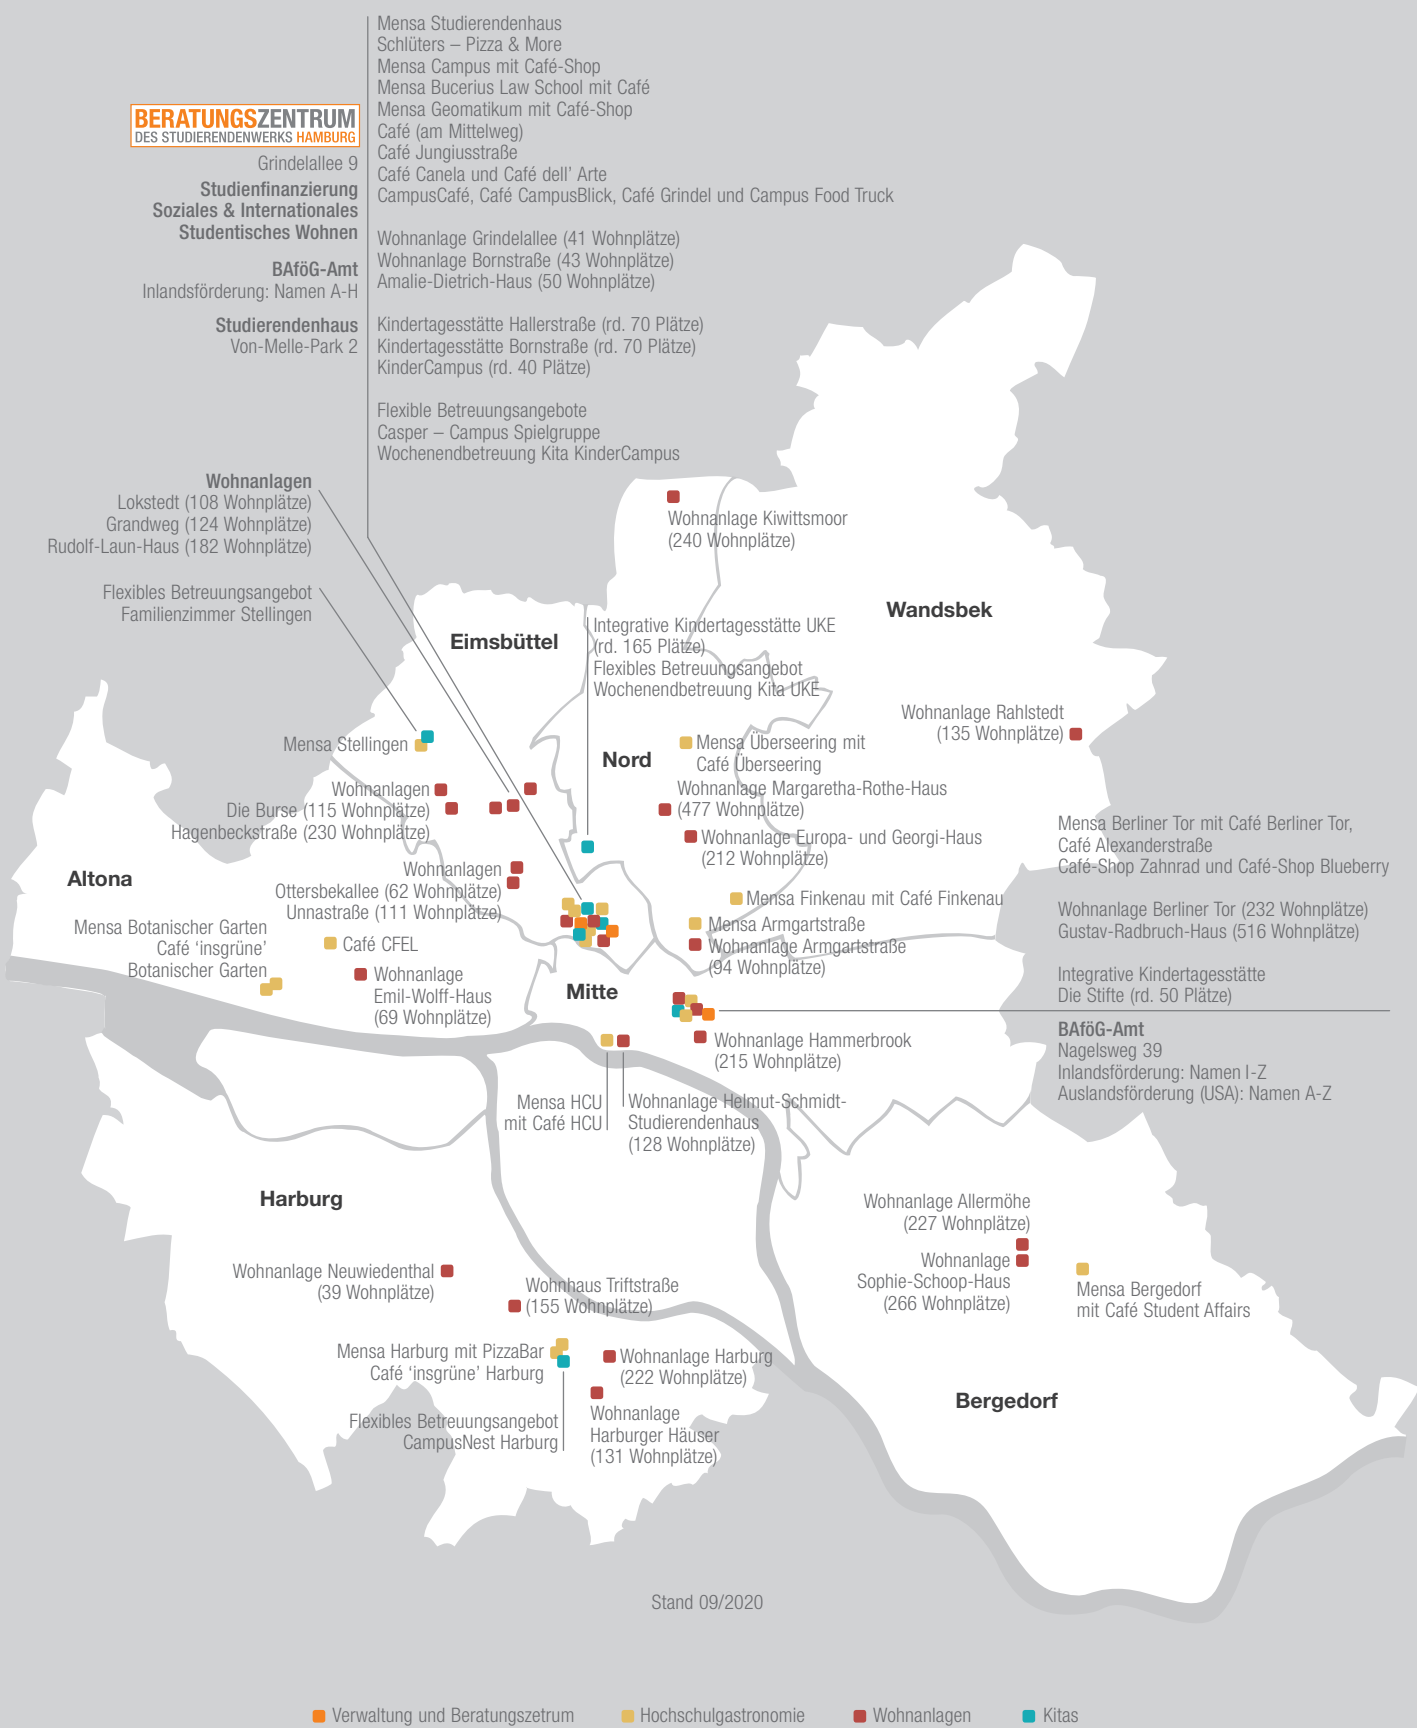 Mensa Studierendenhaus
Schlüters – Pizza & More
Mensa Campus mit Café-Shop
Mensa Bucerius Law School mit Café
Mensa Geomatikum mit Café-Shop
Café (am Mittelweg)
Café Jungiusstraße
Café Canela und Café dell’ Arte
CampusCafé, Café CampusBlick, Café Grindel und Campus Food Truck
Wohnanlage Grindelallee (41 Wohnplätze)
Wohnanlage Bornstraße (43 Wohnplätze)
Amalie-Dietrich-Haus (50 Wohnplätze)
Kindertagesstätte Hallerstraße (rd. 70 Plätze)
Kindertagesstätte Bornstraße (rd. 70 Plätze)
KinderCampus (rd. 40 Plätze)
Flexible Betreuungsangebote
Casper – Campus Spielgruppe
Wochenendbetreuung Kita KinderCampus
BERATUNGSZENTRUM
DES STUDIERENDENWERKS HAMBURG
Grindelallee 9
Studienfinanzierung
Soziales & Internationales
Studentisches Wohnen
BAföG-Amt
Inlandsförderung: Namen A-H
Studierendenhaus
Von-Melle-Park 2
Wohnanlagen
Lokstedt (108 Wohnplätze)
Grandweg (124 Wohnplätze)
Rudolf-Laun-Haus (182 Wohnplätze)
Flexibles Betreuungsangebot
Familienzimmer Stellingen
Wohnanlage Kiwittsmoor
(240 Wohnplätze)
Wandsbek
Eimsbüttel
Integrative Kindertagesstätte UKE
(rd. 165 Plätze)
Flexibles Betreuungsangebot
Wochenendbetreuung Kita UKE
Wohnanlage Rahlstedt
(135 Wohnplätze)
Mensa Stellingen
Nord
Mensa Überseering mit
Café Überseering
Wohnanlagen
Die Burse (115 Wohnplätze)
Hagenbeckstraße (230 Wohnplätze)
Wohnanlage Margaretha-Rothe-Haus
(477 Wohnplätze)
Wohnanlage Europa- und Georgi-Haus
(212 Wohnplätze)
Mensa Berliner Tor mit Café Berliner Tor,
Café Alexanderstraße
Café-Shop Zahnrad und Café-Shop Blueberry
Wohnanlage Berliner Tor (232 Wohnplätze)
Gustav-Radbruch-Haus (516 Wohnplätze)
Integrative Kindertagesstätte
Die Stifte (rd. 50 Plätze)
BAföG-Amt
Nagelsweg 39
Inlandsförderung: Namen I-Z
Auslandsförderung (USA): Namen A-Z
Altona
Wohnanlagen
Ottersbekallee (62 Wohnplätze)
Unnastraße (111 Wohnplätze)
Mensa Botanischer Garten
Café ‘insgrüne’
Botanischer Garten
Café CFEL
Wohnanlage
Emil-Wolff-Haus
(69 Wohnplätze)
Mensa Finkenau mit Café Finkenau
Mensa Armgartstraße
Wohnanlage Armgartstraße
(94 Wohnplätze)
Mitte
Wohnanlage Hammerbrook
(215 Wohnplätze)
Mensa HCU
mit Café HCU
Wohnanlage Helmut-Schmidt-
Studierendenhaus
(128 Wohnplätze)
Harburg
Wohnanlage Neuwiedenthal
(39 Wohnplätze)
Wohnhaus Triftstraße
(155 Wohnplätze)
Mensa Harburg mit PizzaBar
Café ‘insgrüne’ Harburg
Wohnanlage Harburg
(222 Wohnplätze)
Flexibles Betreuungsangebot
CampusNest Harburg
Wohnanlage
Harburger Häuser
(131 Wohnplätze)
Wohnanlage Allermöhe
(227 Wohnplätze)
Wohnanlage
Sophie-Schoop-Haus
(266 Wohnplätze)
Mensa Bergedorf
mit Café Student Affairs
Bergedorf
Stand 09/2020
Verwaltung und Beratungszetrum
Hochschulgastronomie
Wohnanlagen
Kitas